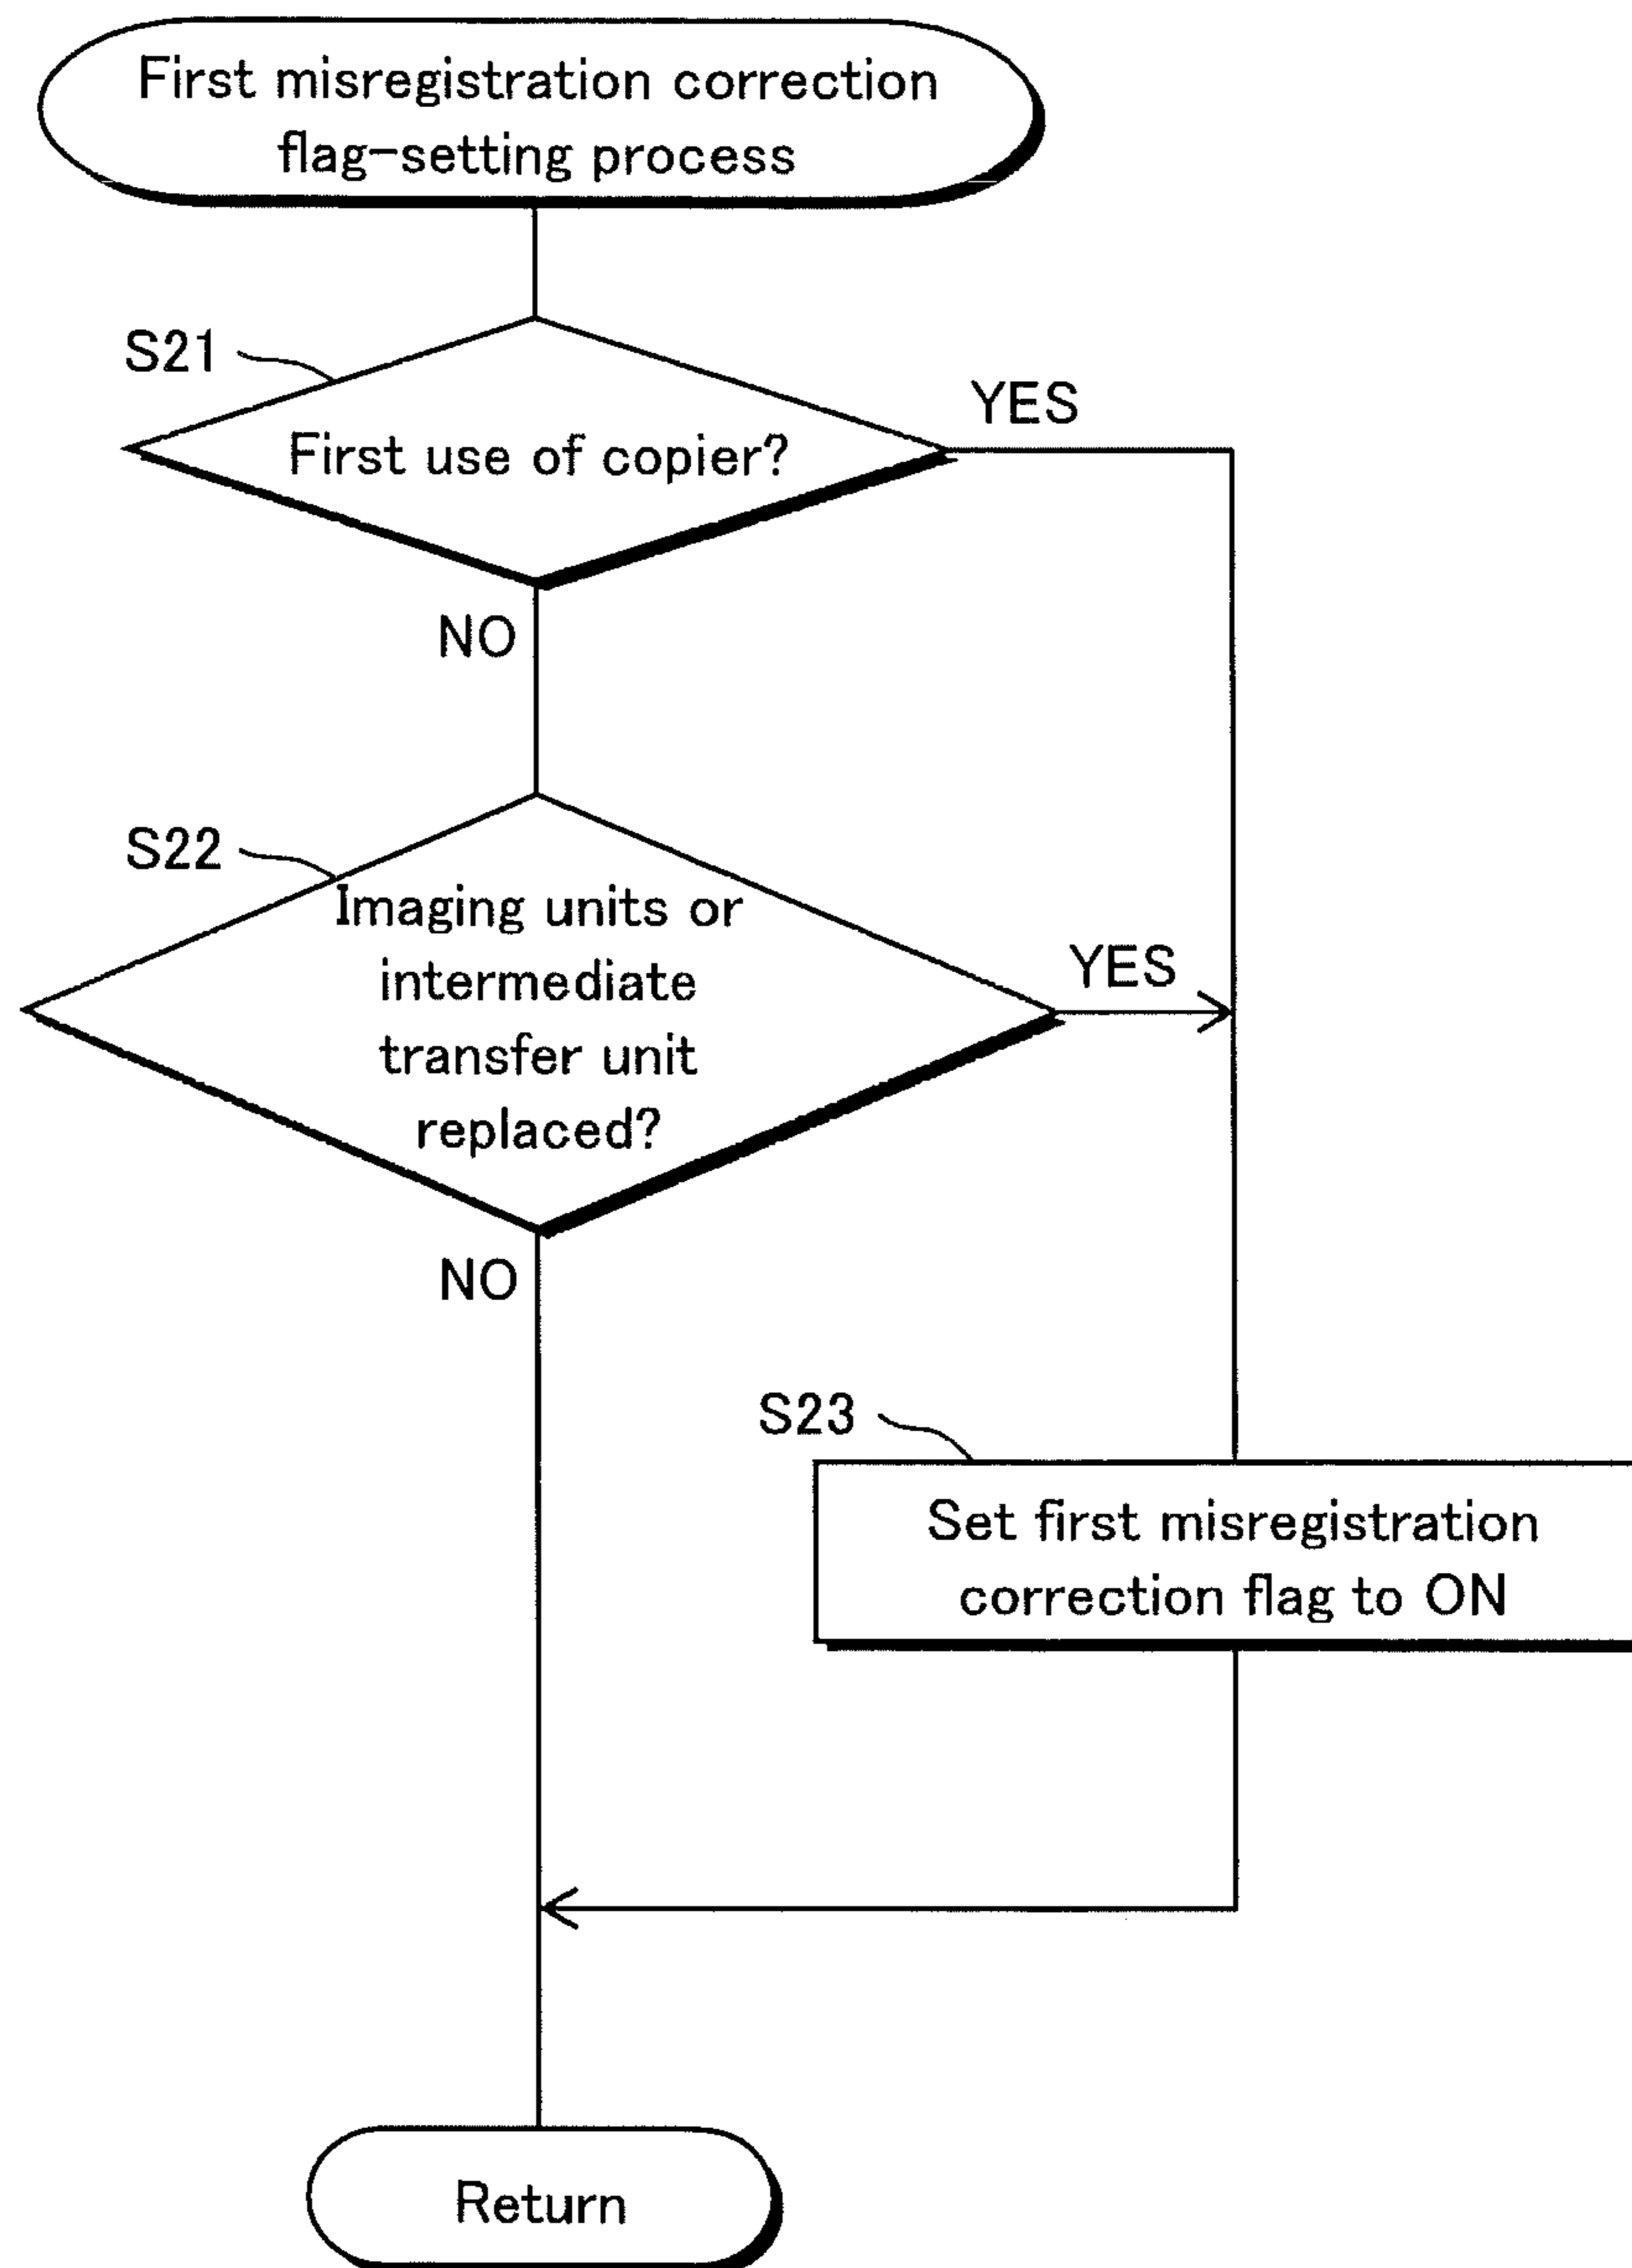 First misregistration correction
flag-setting process
S21
YES
First use of copier?
NO
S22
Imaging units or
intermediate
transfer unit
replaced?
YES
NO
S23
Set first misregistration
correction flag to ON
Return